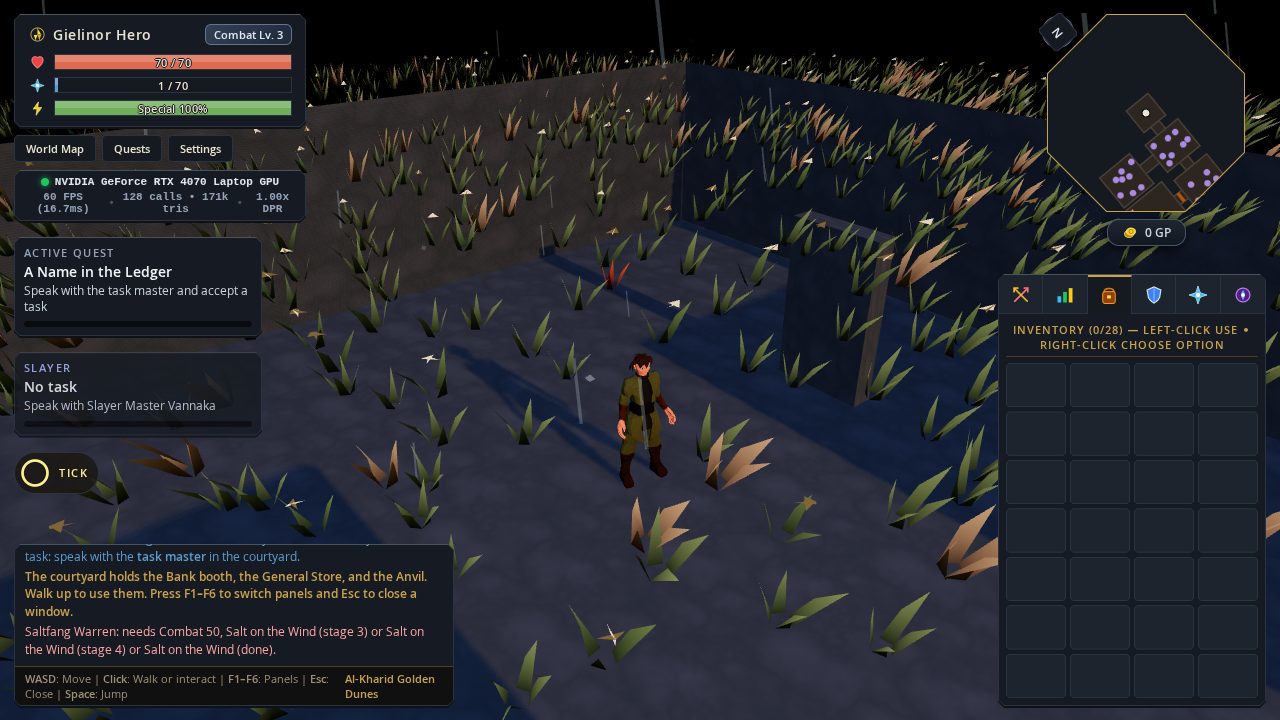 Gielinor Hero
Combat Lv. 3
70 / 70
1 / 70
Special 100%
World Map
Quests
Settings
NVIDIA GeForce RTX 4070 Laptop GPU
60 FPS (16.7ms) • 128 calls • 171k tris • 1.00x DPR
ACTIVE QUEST
A Name in the Ledger
Speak with the task master and accept a
task
SLAYER
No task
Speak with Slayer Master Vannaka
TICK
task: speak with the task master in the courtyard.
The courtyard holds the Bank booth, the General Store, and the Anvil.
Walk up to use them. Press F1–F6 to switch panels and Esc to close a
window.
Saltfang Warren: needs Combat 50, Salt on the Wind (stage 3) or Salt on
the Wind (stage 4) or Salt on the Wind (done).
WASD: Move | Click: Walk or interact | F1–F6: Panels | Esc:
Close | Space: Jump
Al-Kharid Golden
Dunes
N
0 GP
INVENTORY (0/28) — LEFT-CLICK USE •
RIGHT-CLICK CHOOSE OPTION